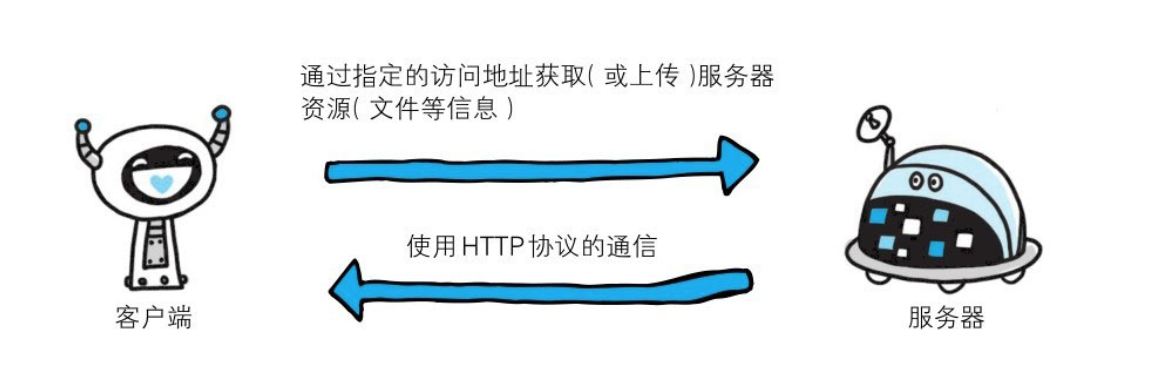 通过指定的访问地址获取( 或上传 )服务器
资源( 文件等信息 )
使用HTTP协议的通信
客户端
服务器